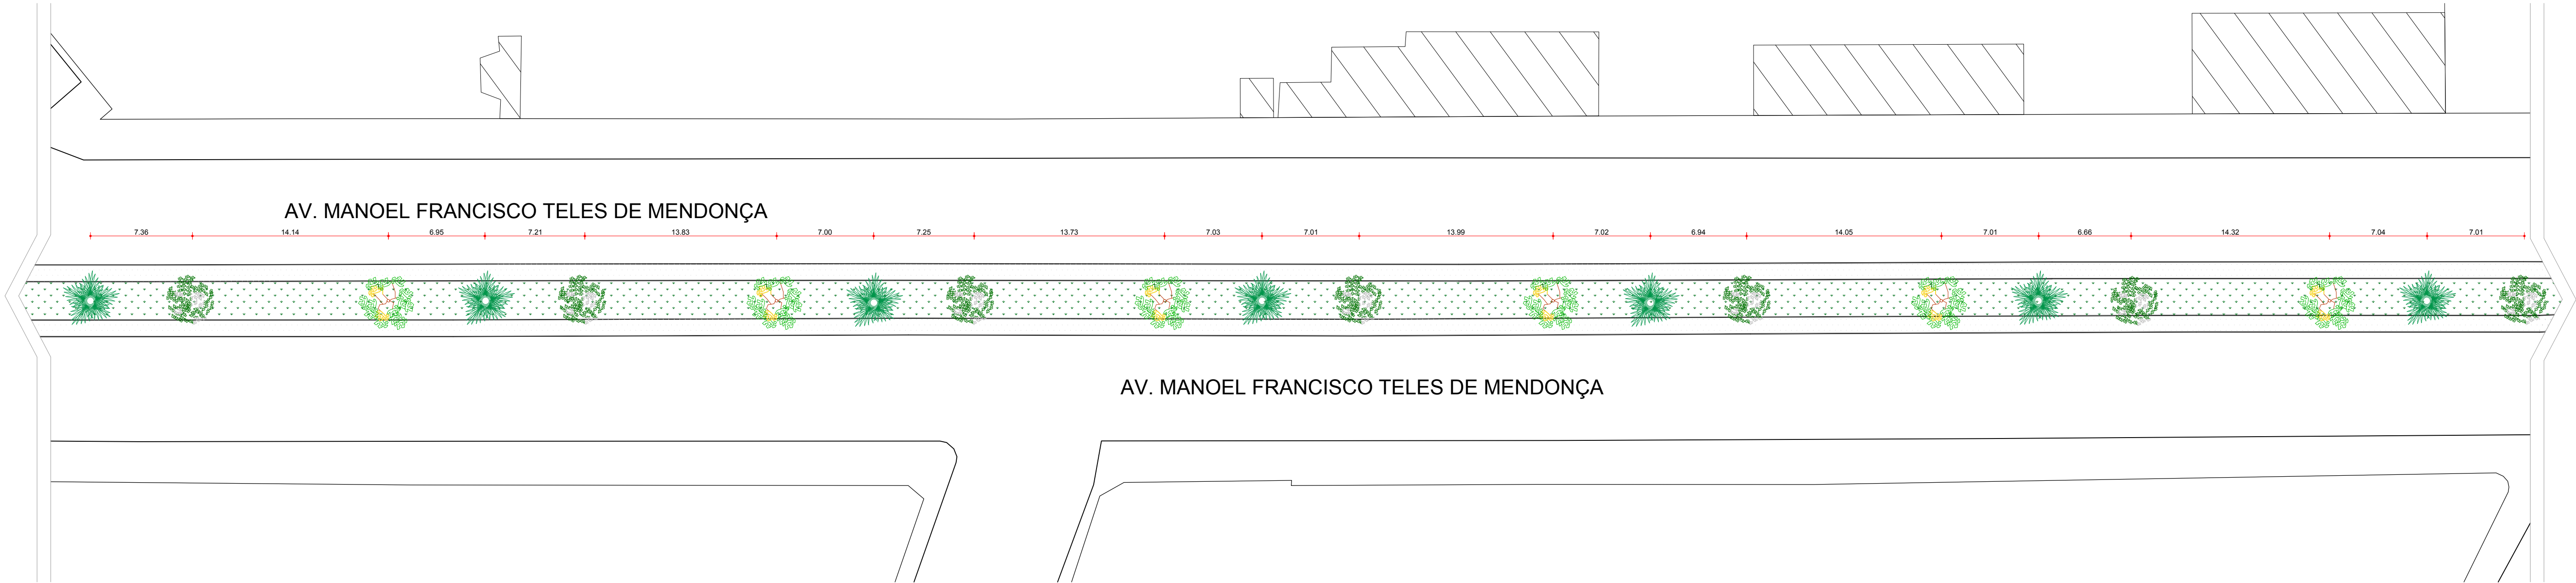 AV. MANOEL FRANCISCO TELES DE MENDONÇA
7.36 14.14 6.95 7.21 13.83 7.00 7.25 13.73 7.03 7.01 13.99 7.02 6.94 14.05 7.01 6.66 14.32 7.04 7.01
AV. MANOEL FRANCISCO TELES DE MENDONÇA